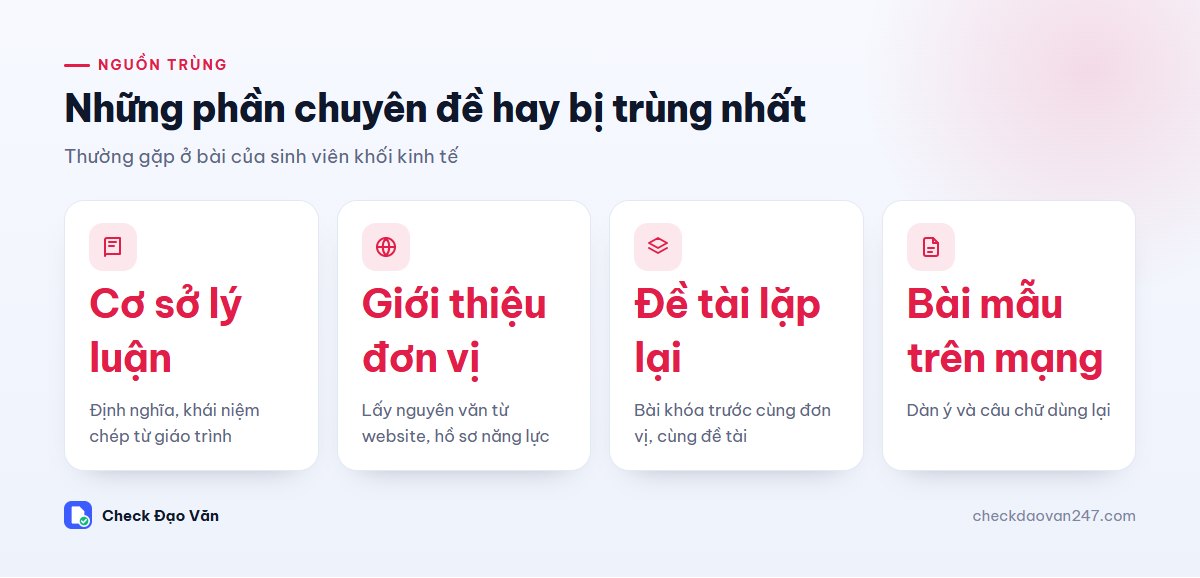 NGUỒN TRÙNG
Những phần chuyên đề hay bị trùng nhất
Thường gặp ở bài của sinh viên khối kinh tế
Cơ sở lý
luận
Định nghĩa, khái niệm
chép từ giáo trình
Giới thiệu
đơn vị
Lấy nguyên văn từ
website, hồ sơ năng lực
Đề tài lặp
lại
Bài khóa trước cùng đơn
vị, cùng đề tài
Bài mẫu
trên mạng
Dàn ý và câu chữ dùng lại
Check Đạo Văn
checkdaovan247.com